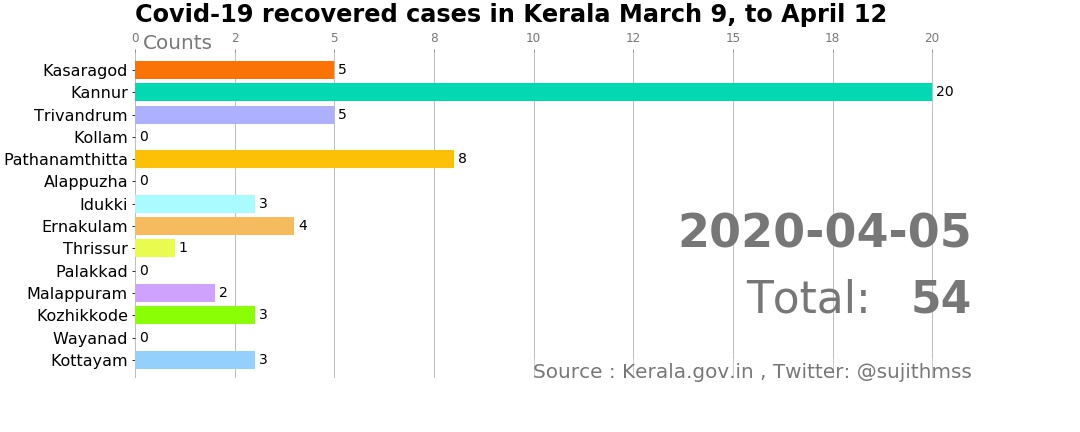 Covid-19 recovered cases in Kerala March 9, to April 12
0 2 5 8 10 12 15 18 20
Counts
Kasaragod 5
Kannur 20
Trivandrum 5
Kollam 0
Pathanamthitta 8
Alappuzha 0
Idukki 3
Ernakulam 4
2020-04-05
Thrissur 1
Palakkad 0
Malappuram 2
Total: 54
Kozhikkode 3
Wayanad 0
Kottayam 3
Source : Kerala.gov.in , Twitter: @sujithmss